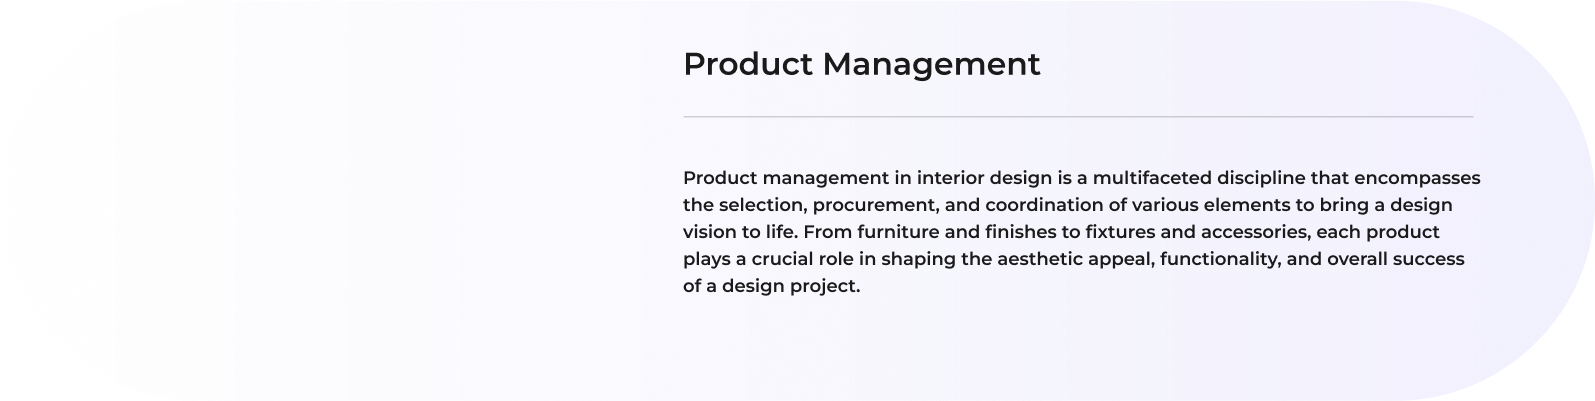 Product Management
Product management in interior design is a multifaceted discipline that encompasses
the selection, procurement, and coordination of various elements to bring a design
vision to life. From furniture and finishes to fixtures and accessories, each product
plays a crucial role in shaping the aesthetic appeal, functionality, and overall success
of a design project.